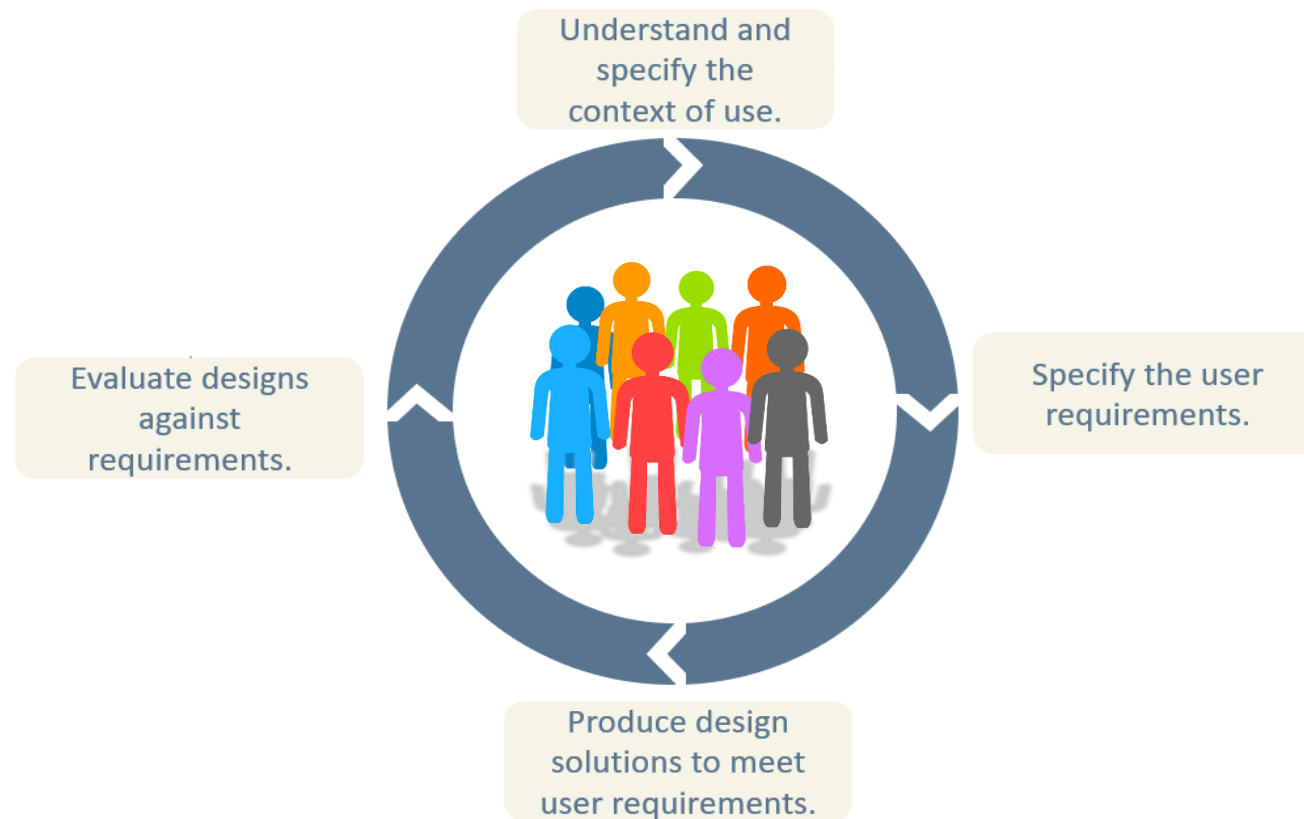 Understand and
specify the
context of use.
Specify the user
requirements.
Produce design
solutions to meet
user requirements.
Evaluate designs
against
requirements.